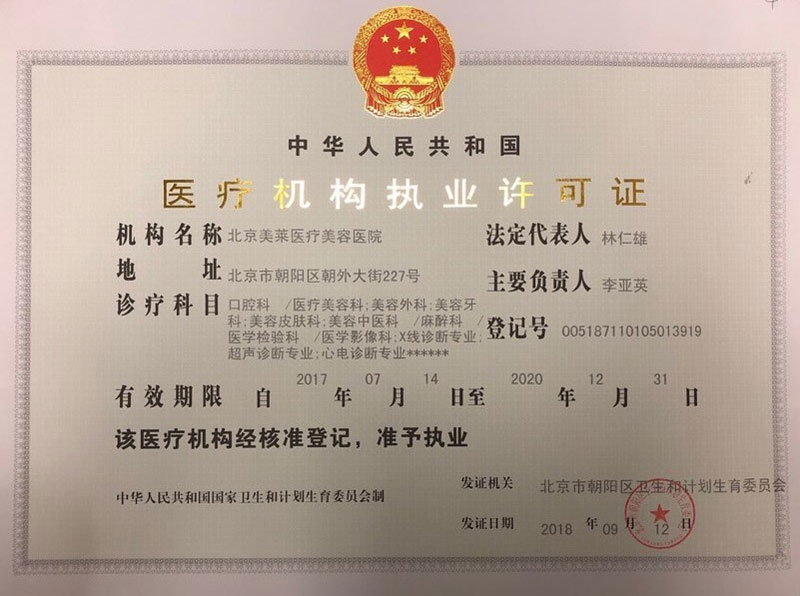 中华人民共和国
医疗机构执业许可证
机构名称 北京美莱医疗美容医院
法定代表人 林仁雄
地址 北京市朝阳区朝外大街227号
主要负责人 李亚英
诊疗科目 口腔科 /医疗美容科;美容外科;美容牙
科;美容皮肤科;美容中医科 /麻醉科 /
医学检验科 /医学影像科;X线诊断专业;
超声诊断专业;心电诊断专业******
登记号 005187110105013919
有效期限 自 2017 年 07 月 14 日至 2020 年 12 月 31 日
该医疗机构经核准登记，准予执业
发证机关 北京市朝阳区卫生和计划生育委员会
中华人民共和国国家卫生和计划生育委员会制
发证日期 2018 年 09 月 12 日